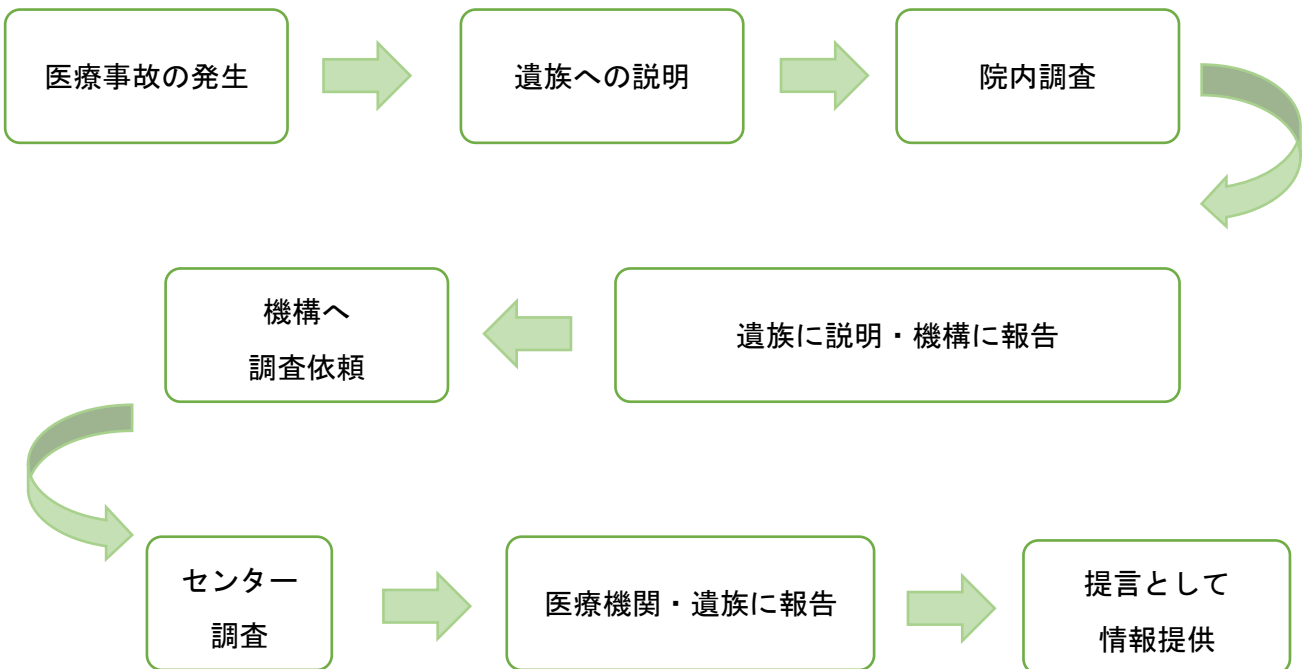 医療事故の発生
遺族への説明
院内調査
遺族に説明・機構に報告
機構へ
調査依頼
センター
調査
医療機関・遺族に報告
提言として
情報提供